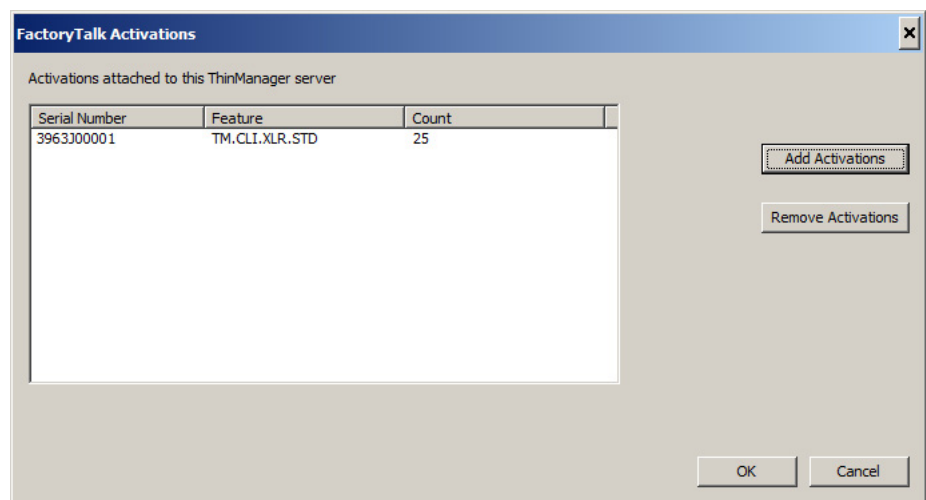 FactoryTalk Activations
Activations attached to this ThinManager server
Serial Number Feature Count
3963J00001 TM.CLI.XLR.STD 25
Add Activations
Remove Activations
OK Cancel